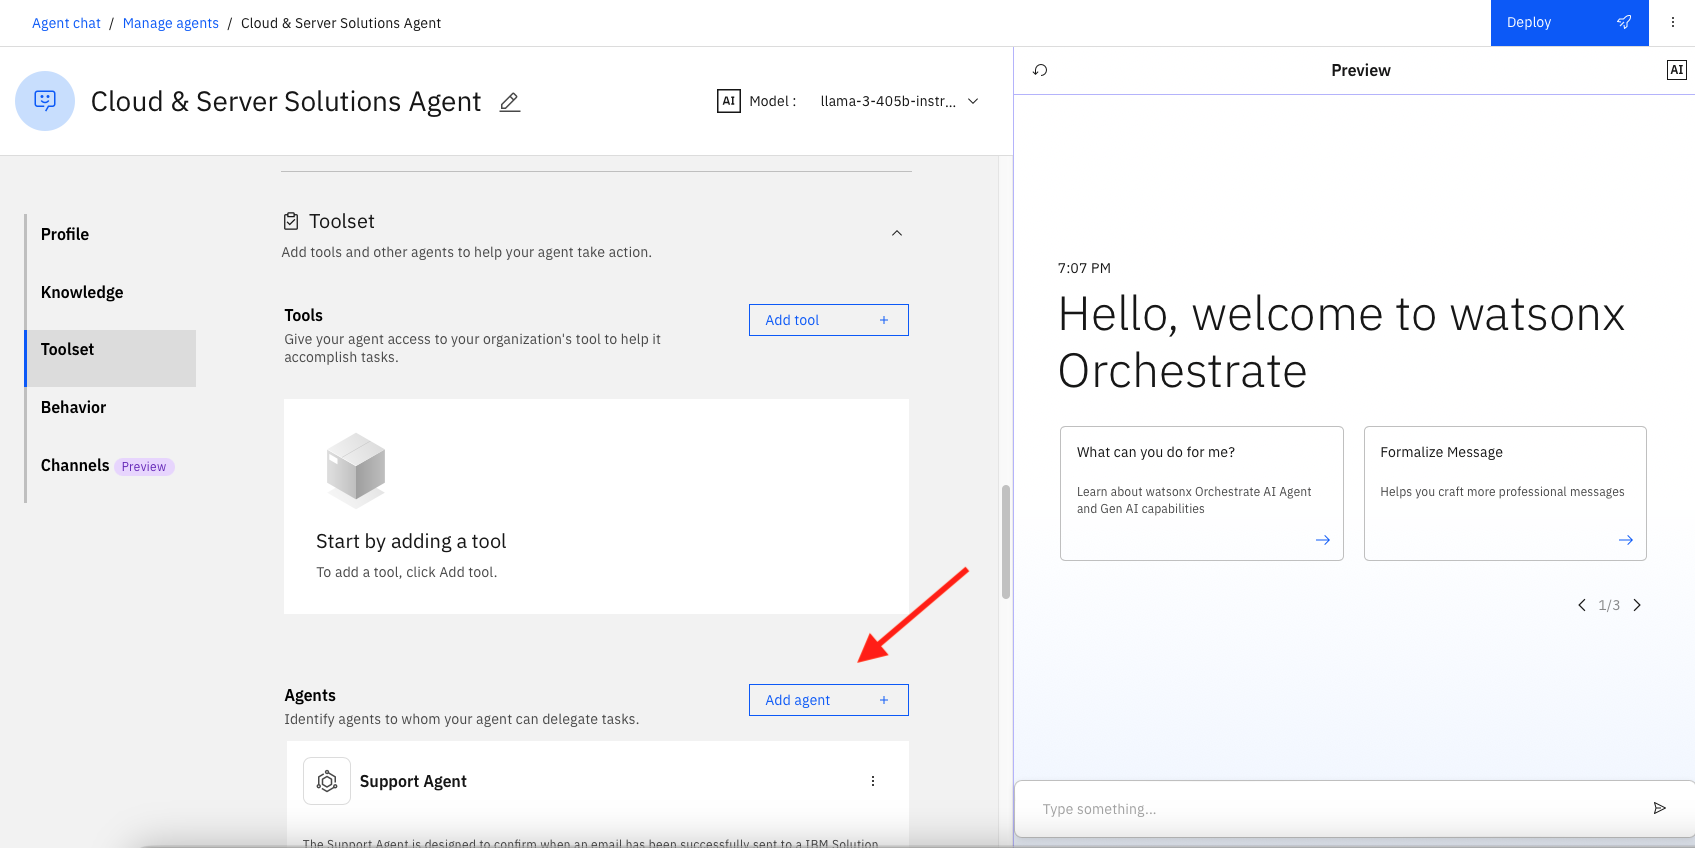 Agent chat / Manage agents / Cloud & Server Solutions Agent
Deploy
Cloud & Server Solutions Agent
AI Model : llama-3-405b-instr...
Profile
Knowledge
Toolset
Behavior
Channels Preview
Toolset
Add tools and other agents to help your agent take action.
Tools
Give your agent access to your organization's tool to help it
accomplish tasks.
Add tool +
Start by adding a tool
To add a tool, click Add tool.
Agents
Identify agents to whom your agent can delegate tasks.
Add agent +
Support Agent
The Support Agent is designed to confirm when an email has been successfully sent to a IBM Solution
Preview
AI
7:07 PM
Hello, welcome to watsonx
Orchestrate
What can you do for me?
Learn about watsonx Orchestrate AI Agent
and Gen AI capabilities
Formalize Message
Helps you craft more professional messages
1/3
Type something...